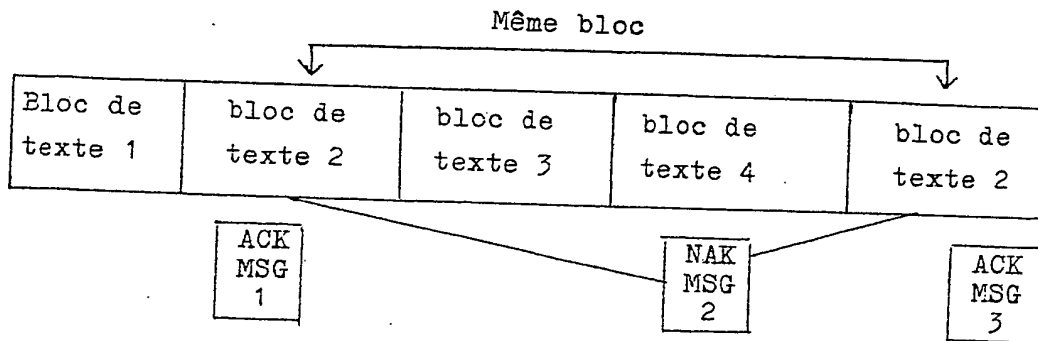 Même bloc
Bloc de
texte 1
bloc de
texte 2
bloc de
texte 3
bloc de
texte 4
bloc de
texte 2
ACK
MSG
1
NAK
MSG
2
ACK
MSG
3